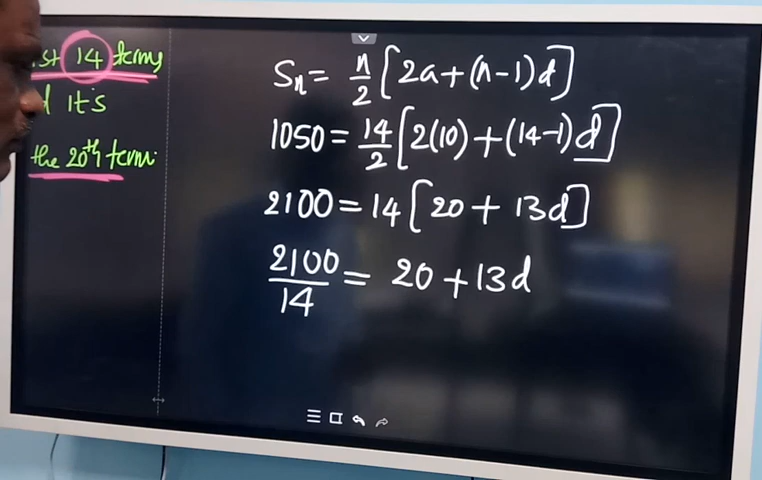 st 14 terms
d it's
the 20th term.
Sn = n/2 [2a+(n-1)d]
1050 = 14/2 [2(10)+(14-1)d]
2100 = 14 [20 + 13d]
2100/14 = 20 + 13d